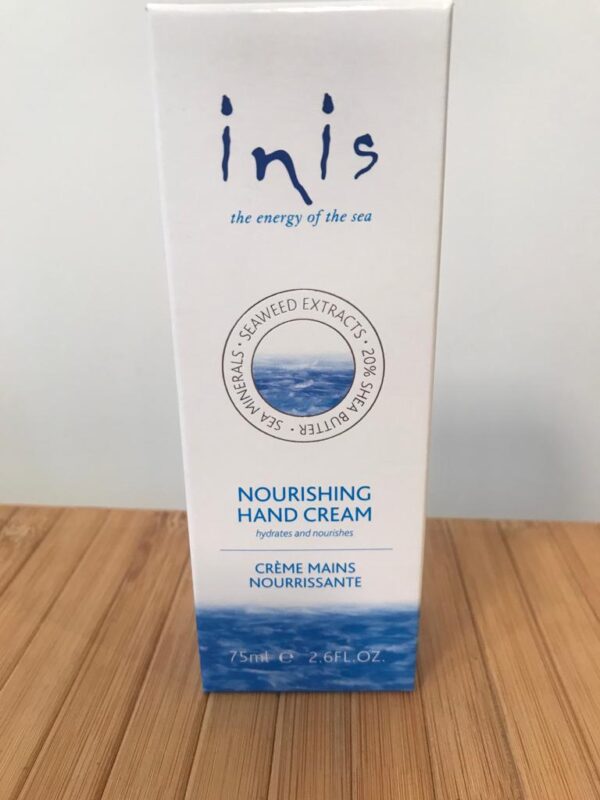 inis
the energy of the sea
SEA MINERALS · SEAWEED EXTRACTS · 20% SHEA BUTTER ·
NOURISHING
HAND CREAM
hydrates and nourishes
CRÈME MAINS
NOURRISSANTE
75ml ℮ 2.6FL.OZ.